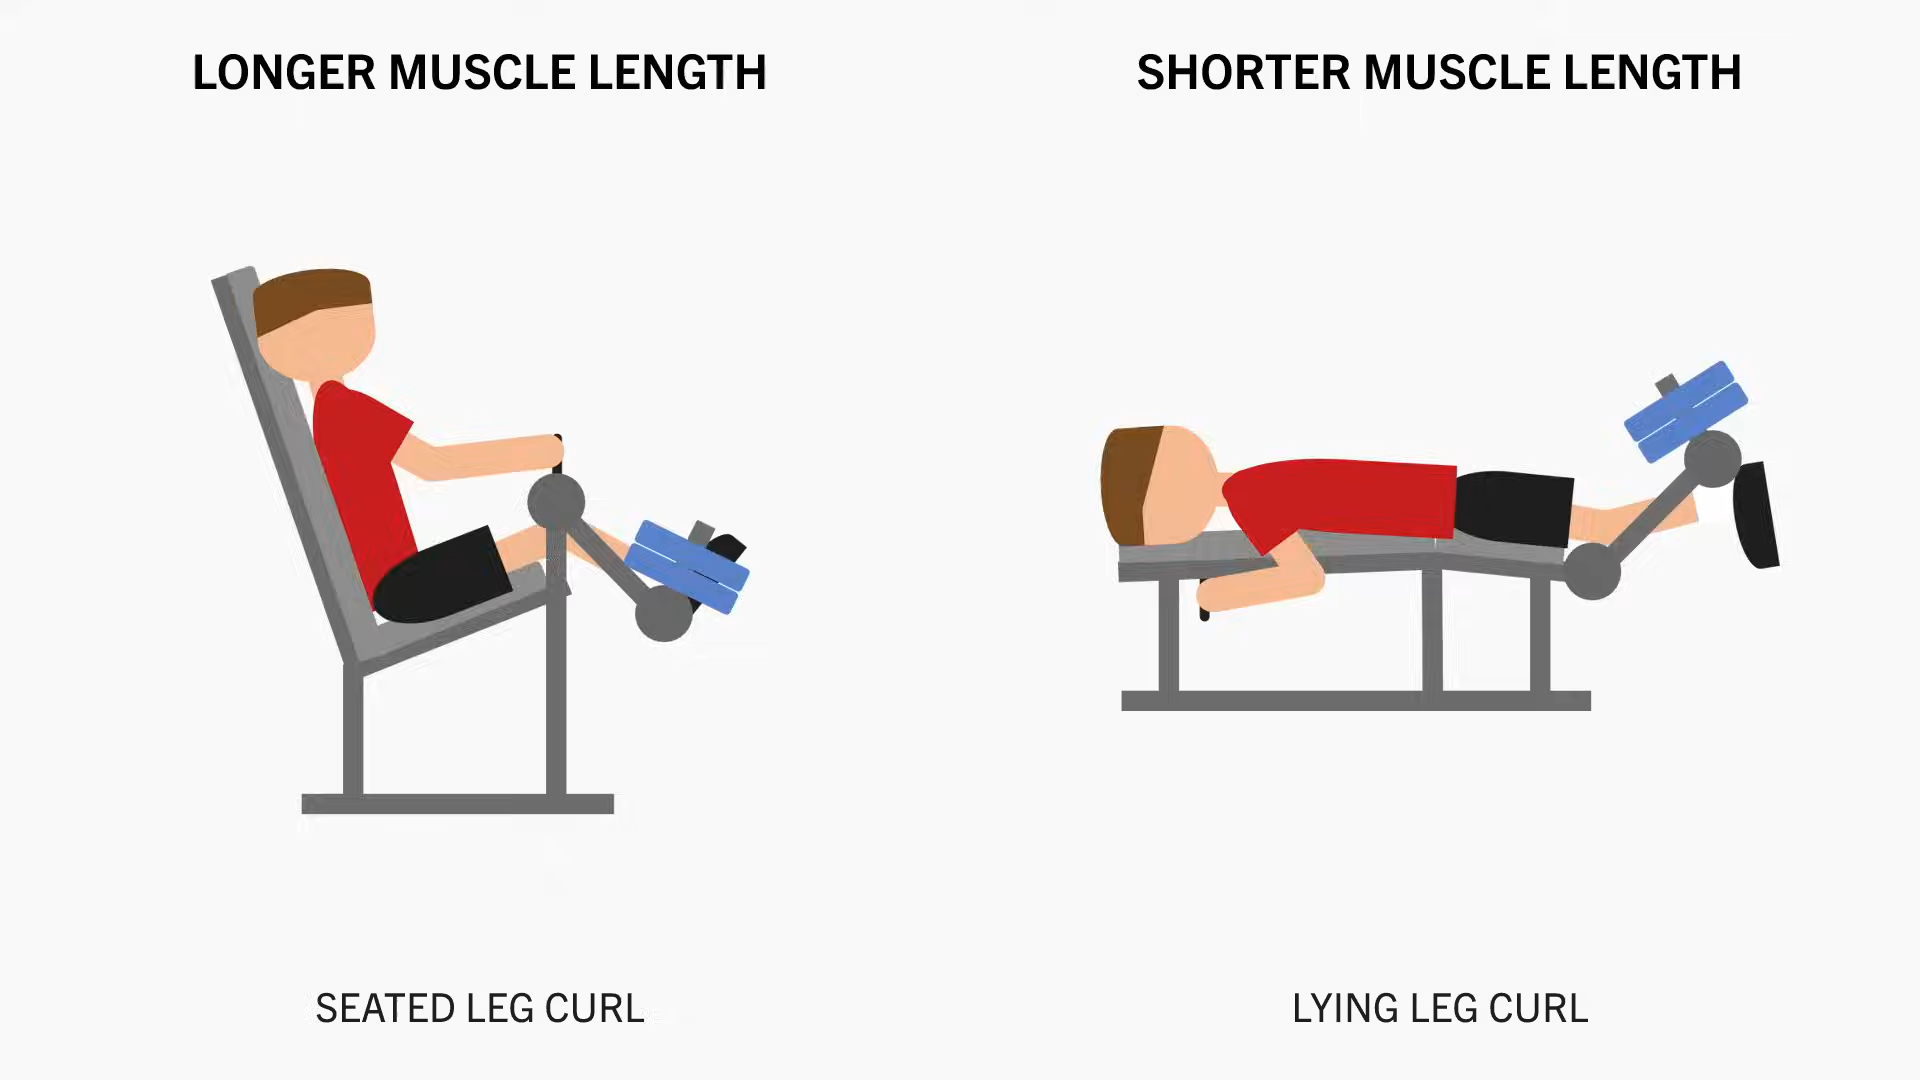 LONGER MUSCLE LENGTH
SHORTER MUSCLE LENGTH
SEATED LEG CURL
LYING LEG CURL